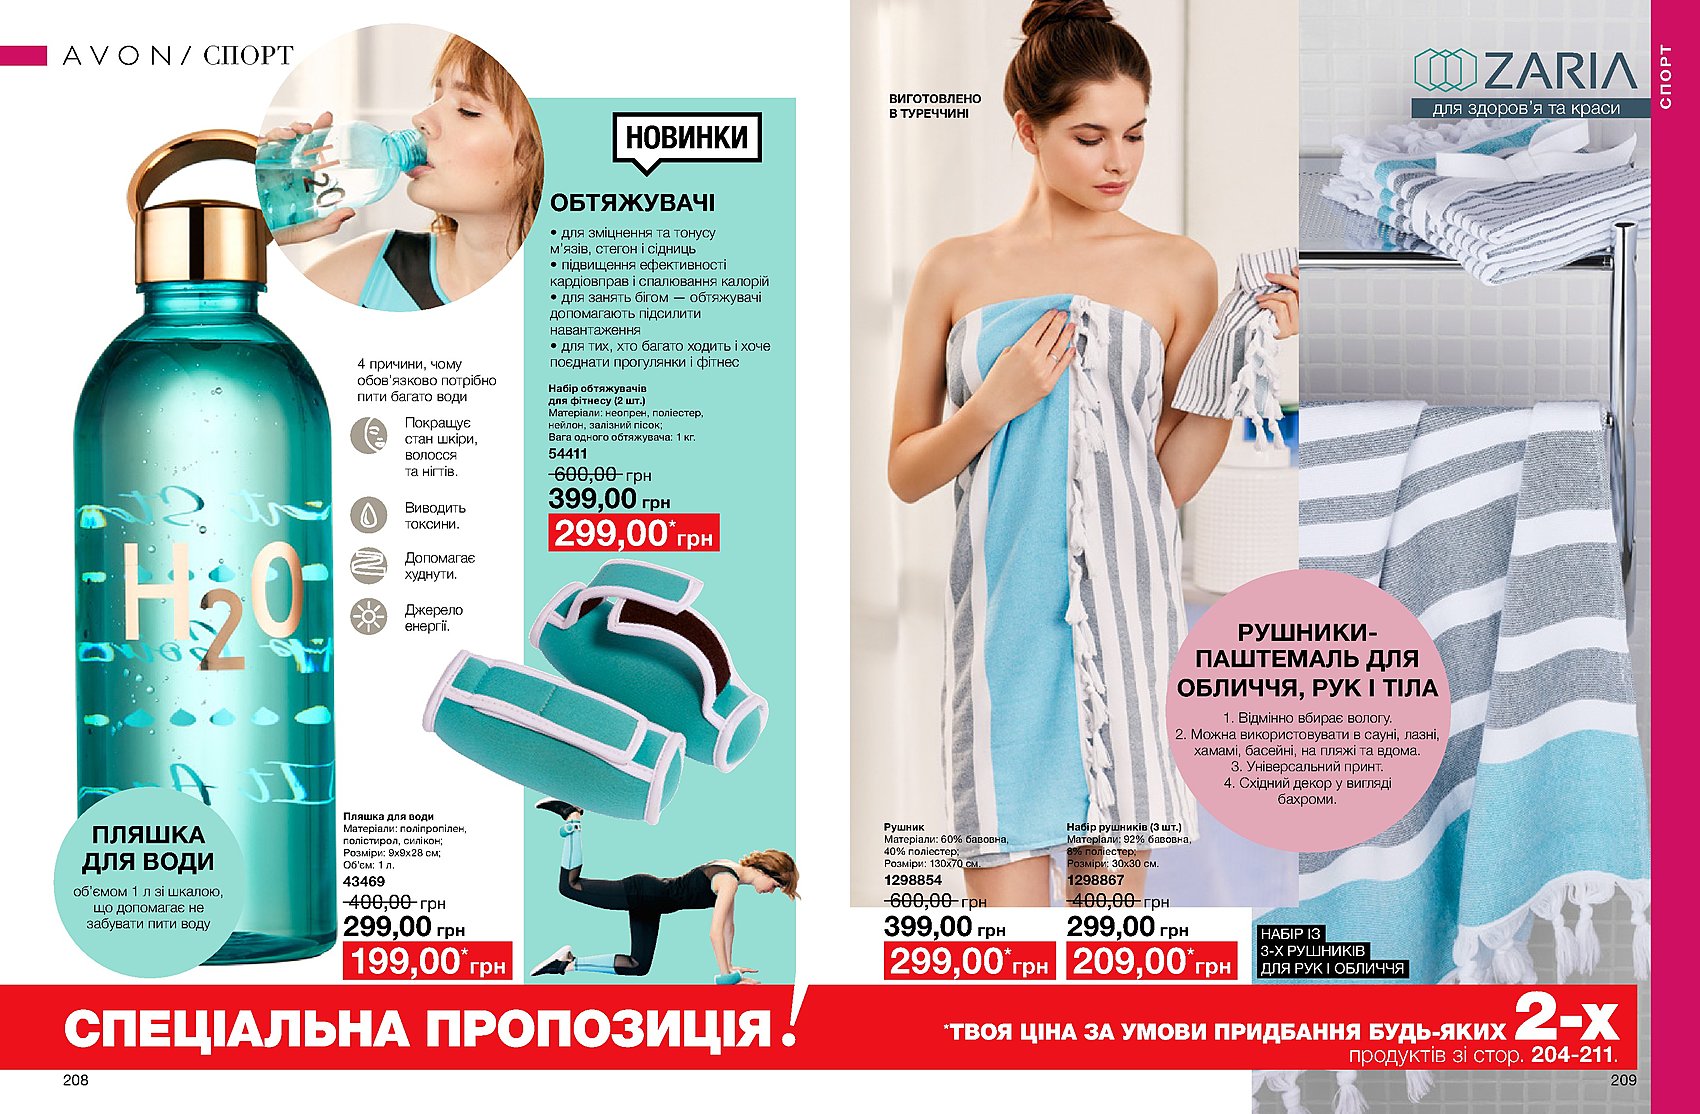 AVON / СПОРТ
H2O
НОВИНКИ
ОБТЯЖУВАЧІ
• для зміцнення та тонусу
м'язів, стегон і сідниць
• підвищення ефективності
кардіовправ і спалювання калорій
• для занять бігом — обтяжувачі
допомагають підсилити
навантаження
• для тих, хто багато ходить і хоче
поєднати прогулянки і фітнес
Набір обтяжувачів
для фітнесу (2 шт.)
Матеріали: неопрен, поліестер,
нейлон, залізний пісок;
Вага одного обтяжувача: 1 кг.
54411
600,00 грн
399,00 грн
299,00* грн
4 причини, чому
обов'язково потрібно
пити багато води
Покращує
стан шкіри,
волосся
та нігтів.
Виводить
токсини.
Допомагає
худнути.
Джерело
енергії.
H2O
ПЛЯШКА
ДЛЯ ВОДИ
об'ємом 1 л зі шкалою,
що допомагає не
забувати пити воду
Пляшка для води
Матеріали: поліпропілен,
полістирол, силікон;
Розміри: 9х9х28 см;
Об'єм: 1 л.
43469
400,00 грн
299,00 грн
199,00* грн
ВИГОТОВЛЕНО
В ТУРЕЧЧИНІ
ZARIA
для здоров'я та краси
СПОРТ
РУШНИКИ-
ПАШТЕМАЛЬ ДЛЯ
ОБЛИЧЧЯ, РУК І ТІЛА
1. Відмінно вбирає вологу.
2. Можна використовувати в сауні, лазні,
хамамі, басейні, на пляжі та вдома.
3. Універсальний принт.
4. Східний декор у вигляді
бахроми.
Рушник
Матеріали: 60% бавовна,
40% поліестер;
Розміри: 130х70 см.
1298854
600,00 грн
399,00 грн
299,00* грн
Набір рушників (3 шт.)
Матеріали: 92% бавовна,
8% поліестер;
Розміри: 30х30 см.
1298867
400,00 грн
299,00 грн
209,00* грн
НАБІР ІЗ
3-Х РУШНИКІВ
ДЛЯ РУК І ОБЛИЧЧЯ
СПЕЦІАЛЬНА ПРОПОЗИЦІЯ!
*ТВОЯ ЦІНА ЗА УМОВИ ПРИДБАННЯ БУДЬ-ЯКИХ 2-х
продуктів зі стор. 204-211.
208
209